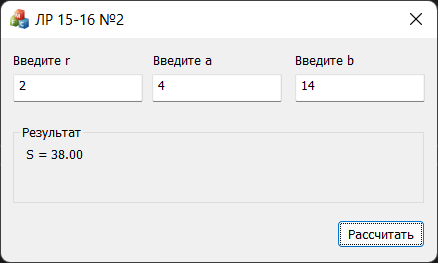 ЛР 15-16 №2
Введите r Введите a Введите b
2 4 14
Результат
S = 38.00
Рассчитать